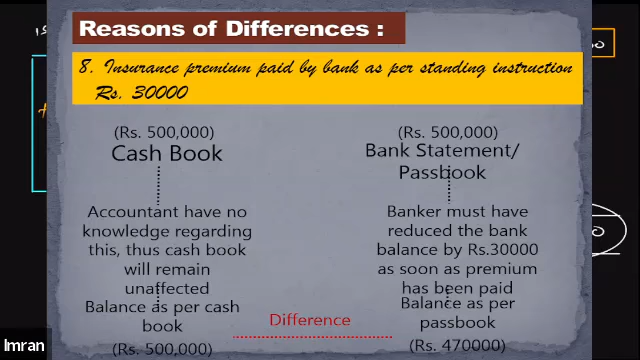 Reasons of Differences :
8. Insurance premium paid by bank as per standing instruction
Rs. 30000
(Rs. 500,000)
Cash Book
Accountant have no
knowledge regarding
this, thus cash book
will remain
unaffected
Balance as per cash
book
(Rs. 500,000)
Difference
(Rs. 500,000)
Bank Statement/
Passbook
Banker must have
reduced the bank
balance by Rs.30000
as soon as premium
has been paid
Balance as per
passbook
(Rs. 470000)
Imran